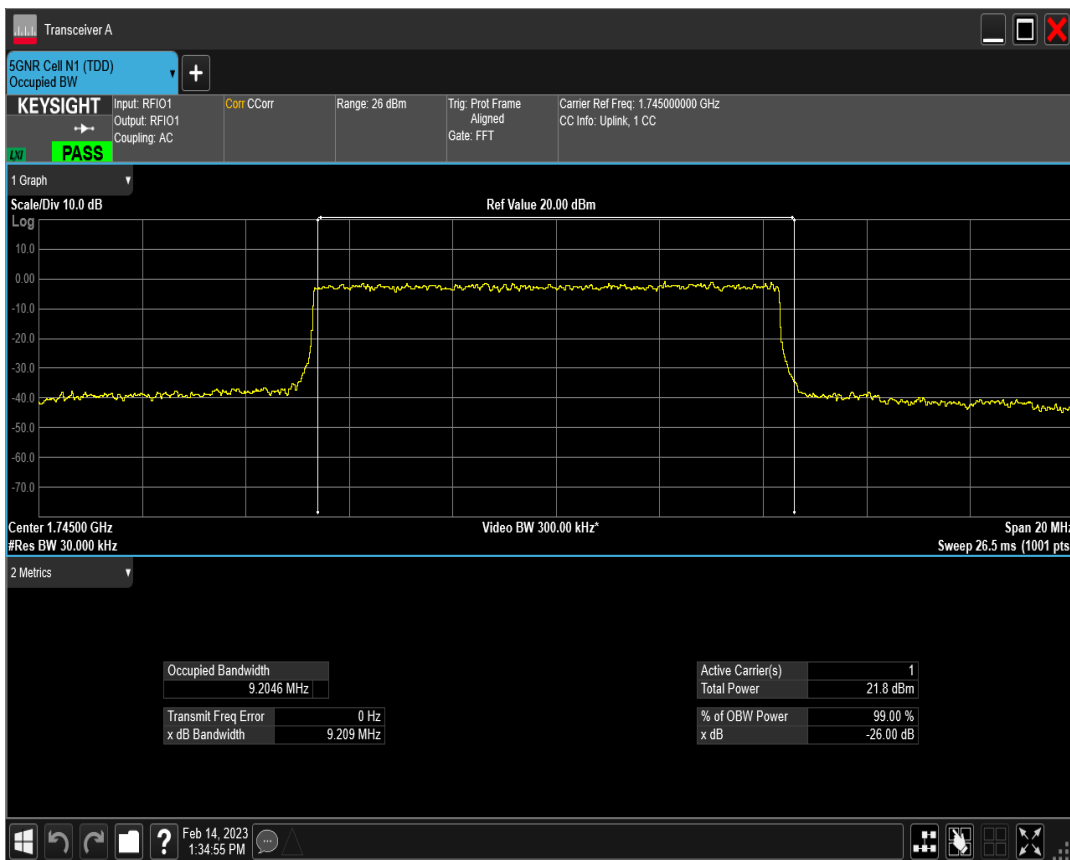 Transceiver A
5GNR Cell N1 (TDD)
Occupied BW
+
KEYSIGHT
LXI
PASS
Input: RFIO1
Output: RFIO1
Coupling: AC
Corr CCorr
Range: 26 dBm
Trig: Prot Frame
Aligned
Gate: FFT
Carrier Ref Freq: 1.745000000 GHz
CC Info: Uplink, 1 CC
1 Graph
Scale/Div 10.0 dB
Ref Value 20.00 dBm
Log
10.0
0.00
-10.0
-20.0
-30.0
-40.0
-50.0
-60.0
-70.0
Center 1.74500 GHz
Video BW 300.00 kHz*
Span 20 MHz
#Res BW 30.000 kHz
Sweep 26.5 ms (1001 pts
2 Metrics
Occupied Bandwidth
9.2046 MHz
Transmit Freq Error 0 Hz
x dB Bandwidth 9.209 MHz
Active Carrier(s) 1
Total Power 21.8 dBm
% of OBW Power 99.00 %
x dB -26.00 dB
?
Feb 14, 2023
1:34:55 PM